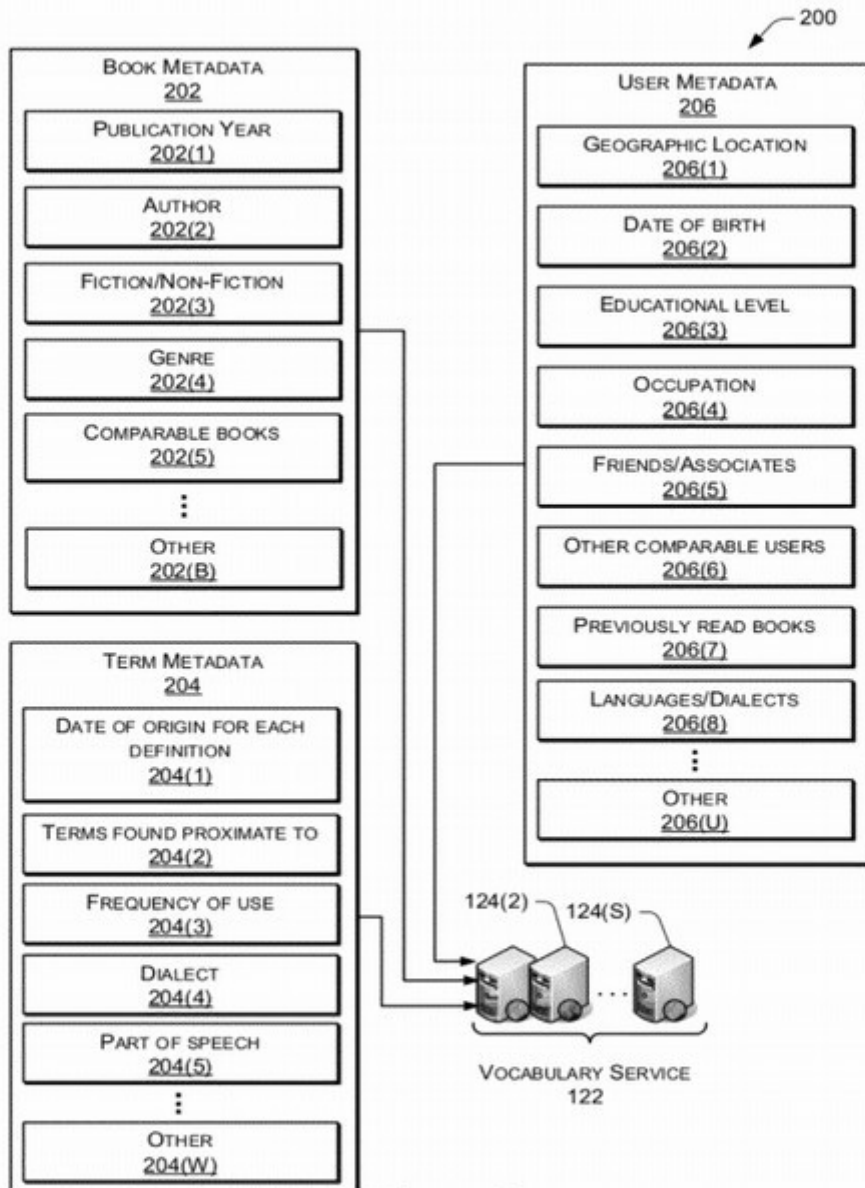 200
BOOK METADATA
202
PUBLICATION YEAR
202(1)
AUTHOR
202(2)
FICTION/NON-FICTION
202(3)
GENRE
202(4)
COMPARABLE BOOKS
202(5)
OTHER
202(B)
TERM METADATA
204
DATE OF ORIGIN FOR EACH
DEFINITION
204(1)
TERMS FOUND PROXIMATE TO
204(2)
FREQUENCY OF USE
204(3)
DIALECT
204(4)
PART OF SPEECH
204(5)
OTHER
204(W)
USER METADATA
206
GEOGRAPHIC LOCATION
206(1)
DATE OF BIRTH
206(2)
EDUCATIONAL LEVEL
206(3)
OCCUPATION
206(4)
FRIENDS/ASSOCIATES
206(5)
OTHER COMPARABLE USERS
206(6)
PREVIOUSLY READ BOOKS
206(7)
LANGUAGES/DIALECTS
206(8)
OTHER
206(U)
124(2)
124(S)
VOCABULARY SERVICE
122